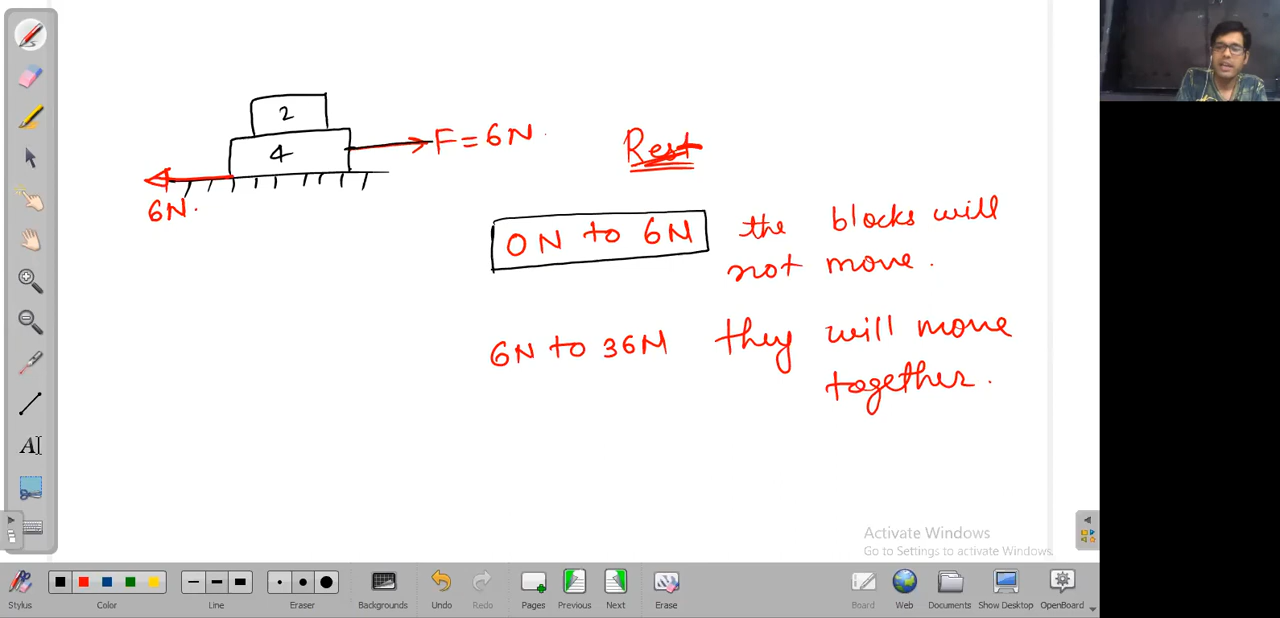 2
4
F = 6N
6N.
Rest
0N to 6N the blocks will
not move.
6N to 36N they will move
together.
A
Activate Windows
Go to Settings to activate Windows.
Stylus Color Line Eraser Backgrounds Undo Redo Pages Previous Next Erase Board Web Documents Show Desktop OpenBoard